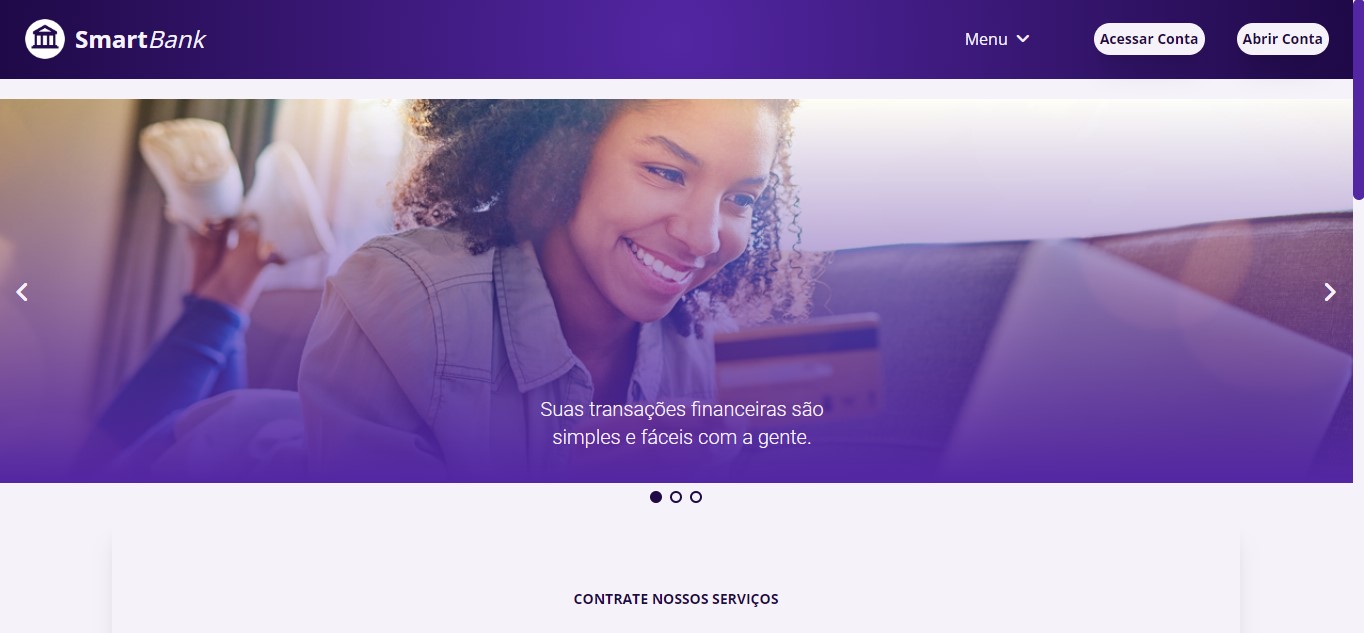 SmartBank
Menu
Acessar Conta
Abrir Conta
Suas transações financeiras são
simples e fáceis com a gente.
CONTRATE NOSSOS SERVIÇOS